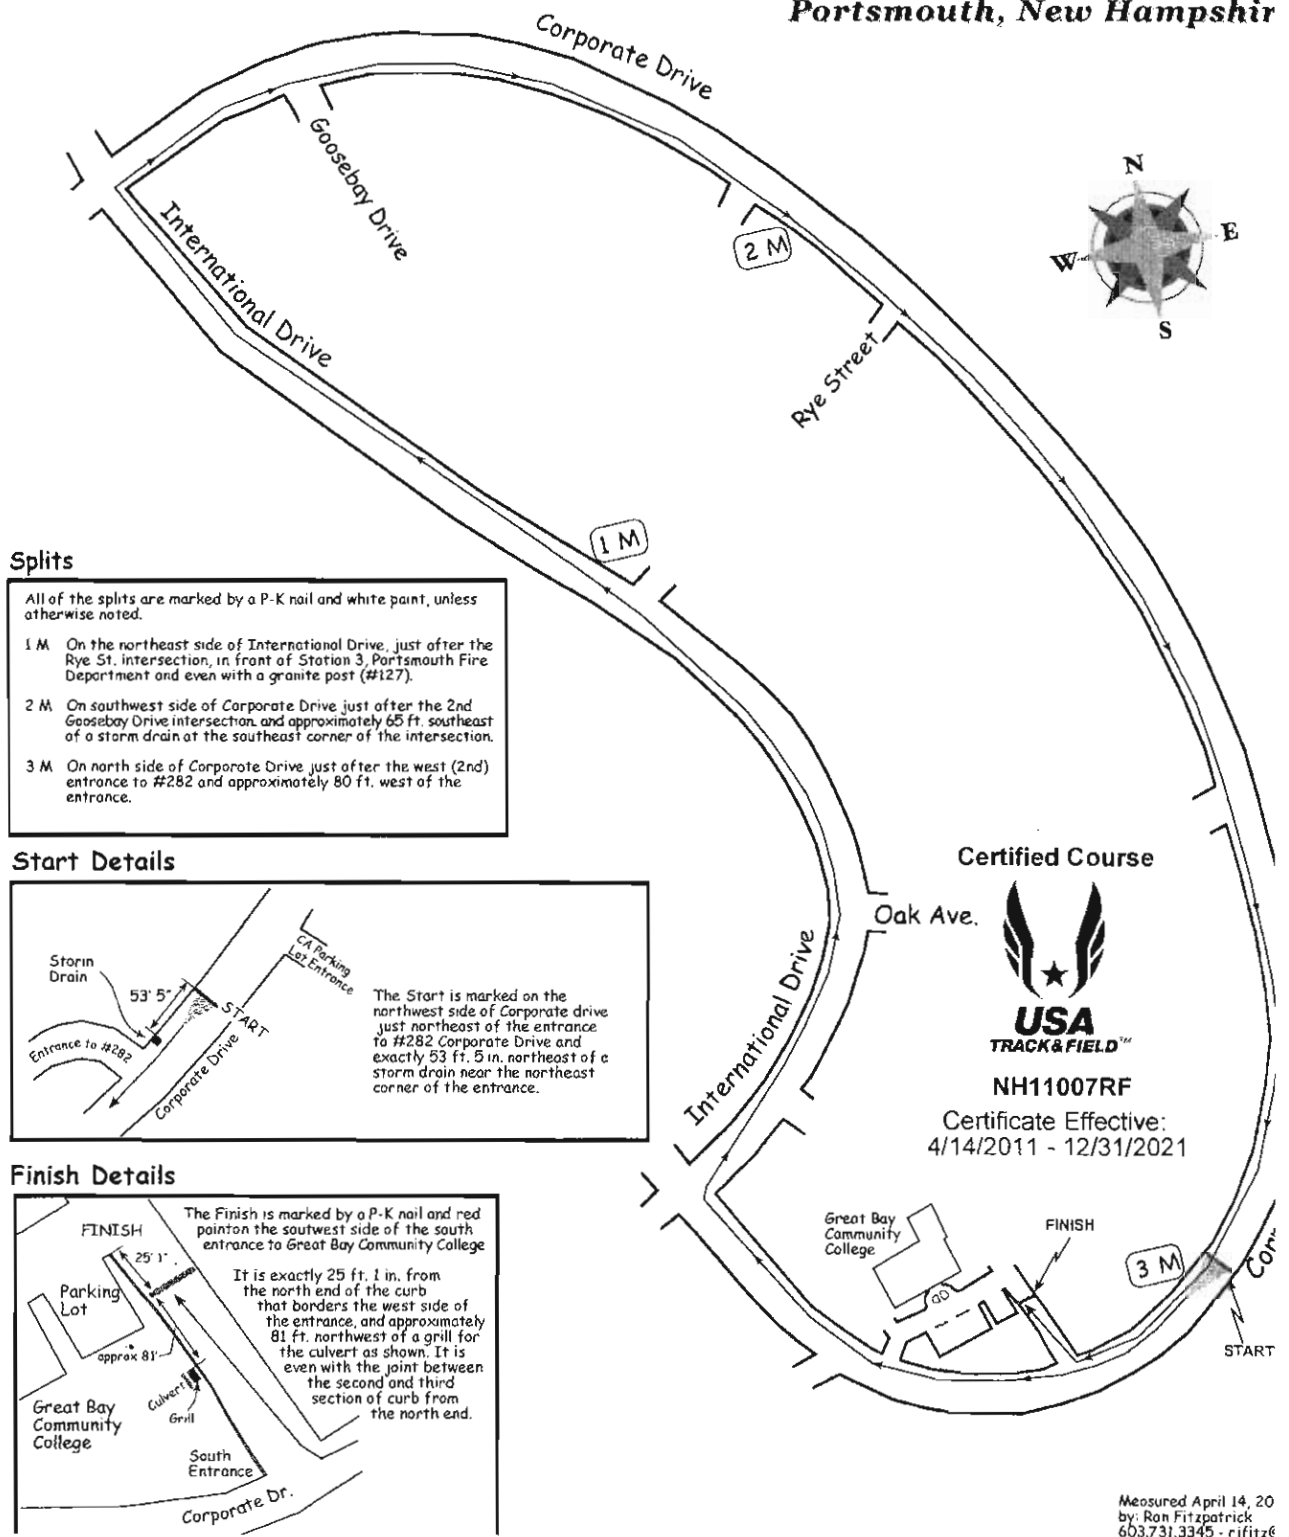 Portsmouth, New Hampshir
Corporate Drive
Goosebay Drive
International Drive
N
E
W
S
2 M
Rye Street
1 M
Splits
All of the splits are marked by a P-K nail and white paint, unless
otherwise noted.
1 M On the northeast side of International Drive, just after the
Rye St. intersection, in front of Station 3, Portsmouth Fire
Department and even with a granite post (#127).
2 M On southwest side of Corporate Drive just after the 2nd
Goosebay Drive intersection and approximately 65 ft. southeast
of a storm drain at the southeast corner of the intersection.
3 M On north side of Corporate Drive just after the west (2nd)
entrance to #282 and approximately 80 ft. west of the
entrance.
Start Details
Storm
Drain
53' 5"
START
CA Parking
Lot Entrance
Entrance to #282
Corporate Drive
The Start is marked on the
northwest side of Corporate drive
just northeast of the entrance
to #282 Corporate Drive and
exactly 53 ft. 5 in. northeast of a
storm drain near the northeast
corner of the entrance.
Certified Course
USA
TRACK&FIELD™
NH11007RF
Certificate Effective:
4/14/2011 - 12/31/2021
Oak Ave.
International Drive
Great Bay
Community
College
FINISH
3 M
Cor
START
Finish Details
FINISH
25' 1"
Parking
Lot
approx 81'
Culvert
Grill
Great Bay
Community
College
South
Entrance
Corporate Dr.
The Finish is marked by a P-K nail and red
painton the soutwest side of the south
entrance to Great Bay Community College
It is exactly 25 ft. 1 in. from
the north end of the curb
that borders the west side of
the entrance, and approximately
81 ft. northwest of a grill for
the culvert as shown. It is
even with the joint between
the second and third
section of curb from
the north end.
Measured April 14, 20
by: Ron Fitzpatrick
603.731.3345 - rjfitz@